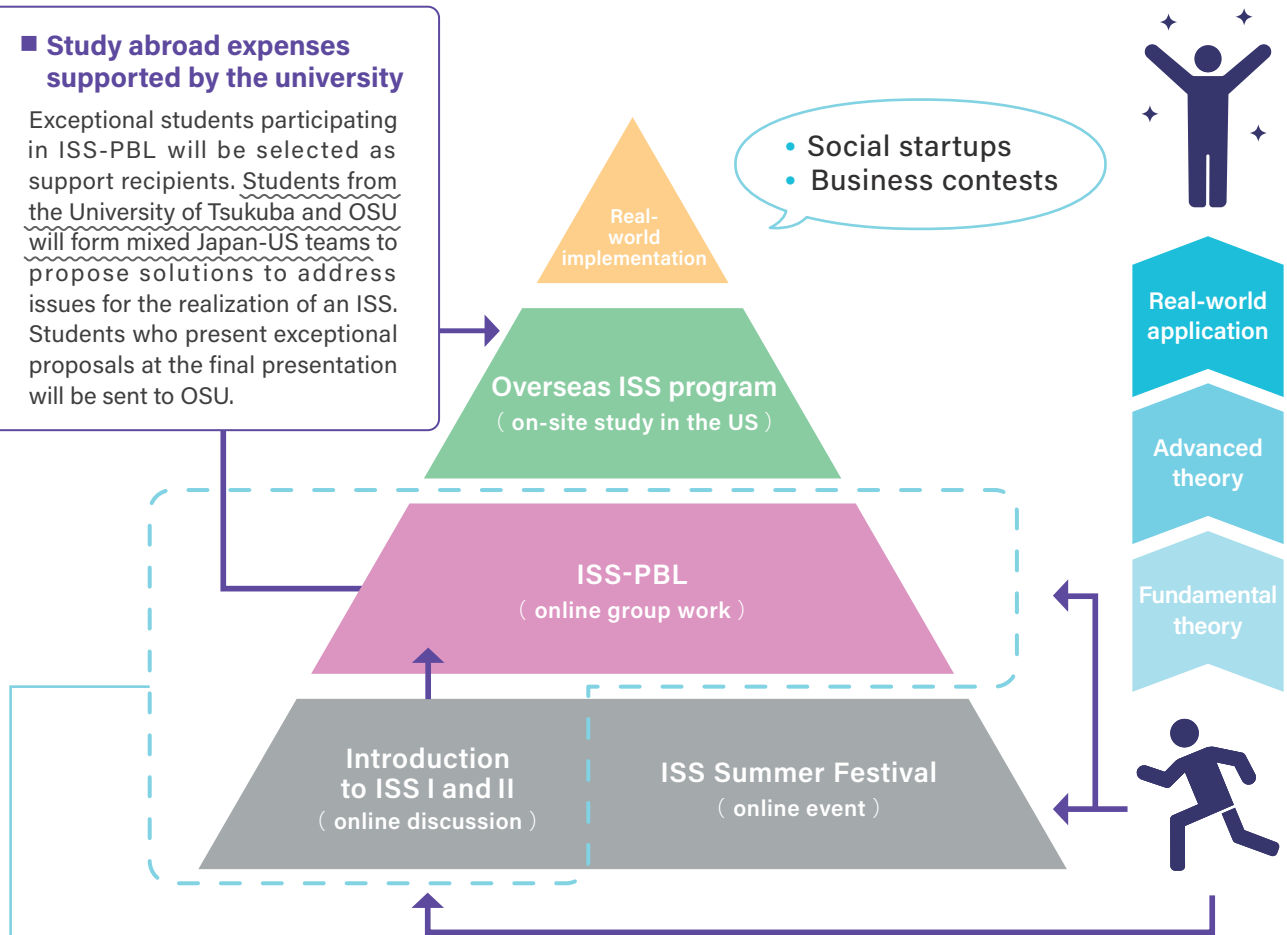 ■ Study abroad expenses
supported by the university
Exceptional students participating
in ISS-PBL will be selected as
support recipients. Students from
the University of Tsukuba and OSU
will form mixed Japan-US teams to
propose solutions to address
issues for the realization of an ISS.
Students who present exceptional
proposals at the final presentation
will be sent to OSU.
• Social startups
• Business contests
Real-
world
implementation
Overseas ISS program
（ on-site study in the US ）
ISS-PBL
（ online group work ）
Introduction
to ISS I and II
（ online discussion ）
ISS Summer Festival
（ online event ）
Real-world
application
Advanced
theory
Fundamental
theory